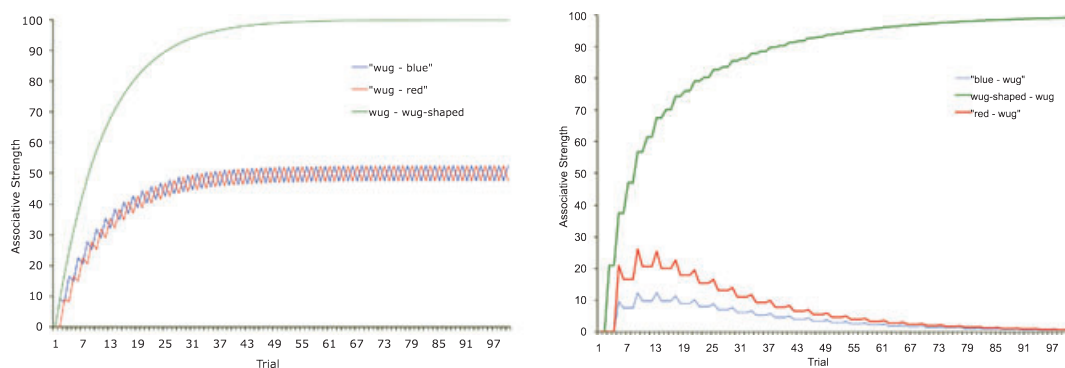 100
90
80
70
60
50
40
30
20
10
0
Associative Strength
"wug - blue"
"wug - red"
wug - wug-shaped
1 7 13 19 25 31 37 43 49 55 61 67 73 79 85 91 97
Trial
100
90
80
70
60
50
40
30
20
10
0
Associative Strength
"blue - wug"
wug-shaped - wug
"red - wug"
1 7 13 19 25 31 37 43 49 55 61 67 73 79 85 91 97
Trial